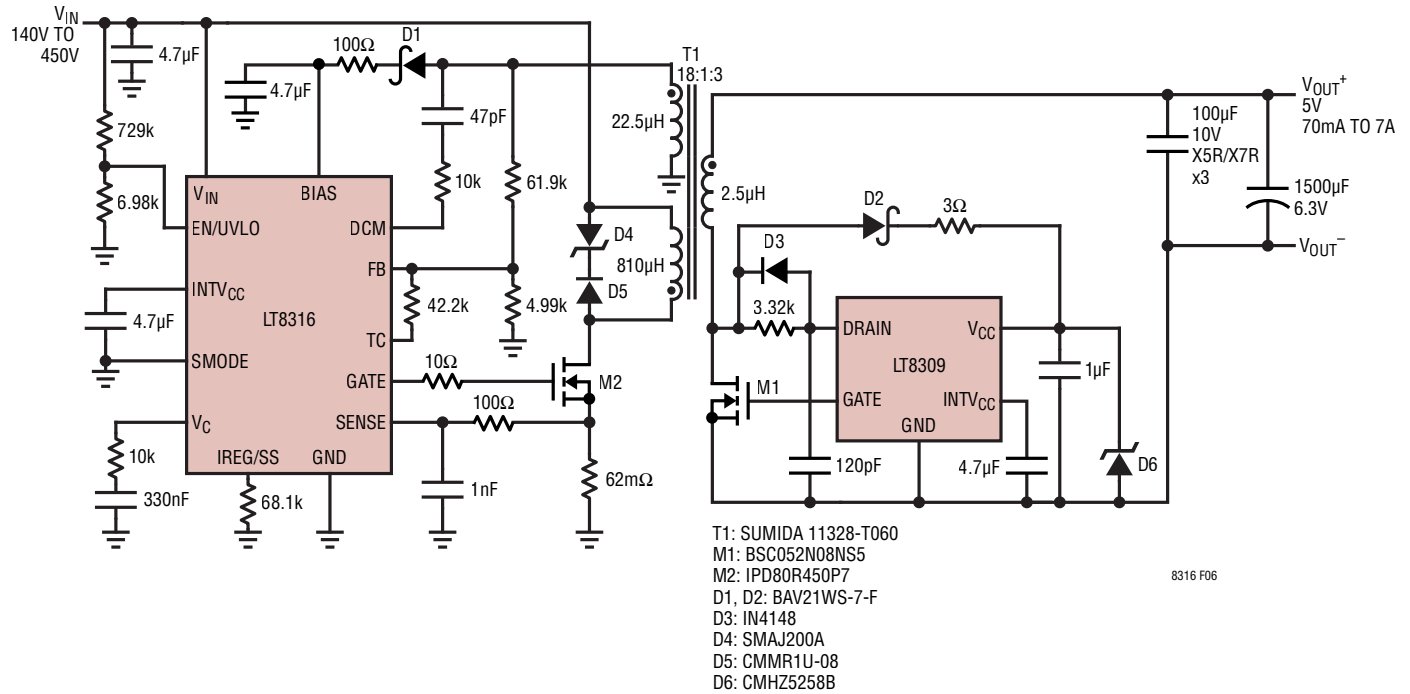 VIN
140V TO
450V
4.7µF
729k
6.98k
4.7µF
100Ω
D1
47pF
10k
61.9k
T1
18:1:3
22.5µH
2.5µH
810µH
D4
D5
VIN
BIAS
EN/UVLO
DCM
FB
INTVCC
LT8316
TC
SMODE
GATE
VC
SENSE
IREG/SS
GND
4.7µF
10k
330nF
68.1k
42.2k
4.99k
10Ω
M2
100Ω
1nF
62mΩ
VOUT+
5V
70mA TO 7A
100µF
10V
X5R/X7R
x3
1500µF
6.3V
VOUT–
D2
3Ω
D3
3.32k
DRAIN
VCC
LT8309
GATE
INTVCC
GND
M1
1µF
120pF
4.7µF
D6
T1: SUMIDA 11328-T060
M1: BSC052N08NS5
M2: IPD80R450P7
D1, D2: BAV21WS-7-F
D3: IN4148
D4: SMAJ200A
D5: CMMR1U-08
D6: CMHZ5258B
8316 F06